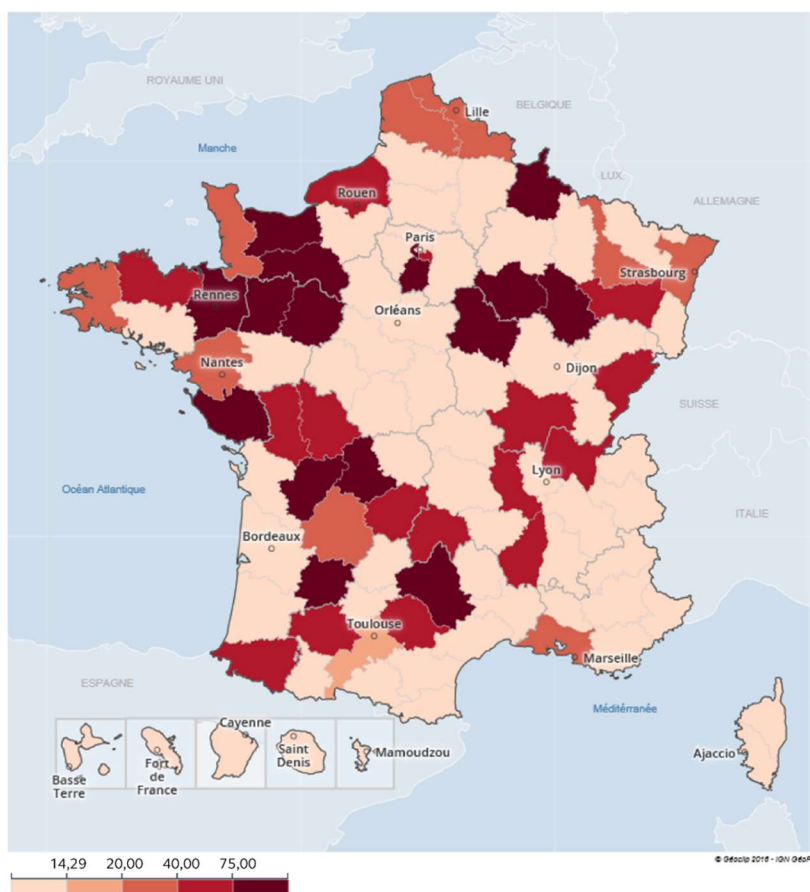 ROYAUME UNI
BELGIQUE
Lille
Manche
LUX.
ALLEMAGNE
Rouen
Paris
Strasbourg
Rennes
Orléans
Nantes
Dijon
SUISSE
Lyon
Océan Atlantique
ITALIE
Bordeaux
Toulouse
Marseille
ESPAGNE
Méditérranée
Cayenne
Saint
Denis
Mamoudzou
Basse
Terre
Fort
de
France
Ajaccio
© Géoclip 2016 - IGN GéoF
14,29 20,00 40,00 75,00